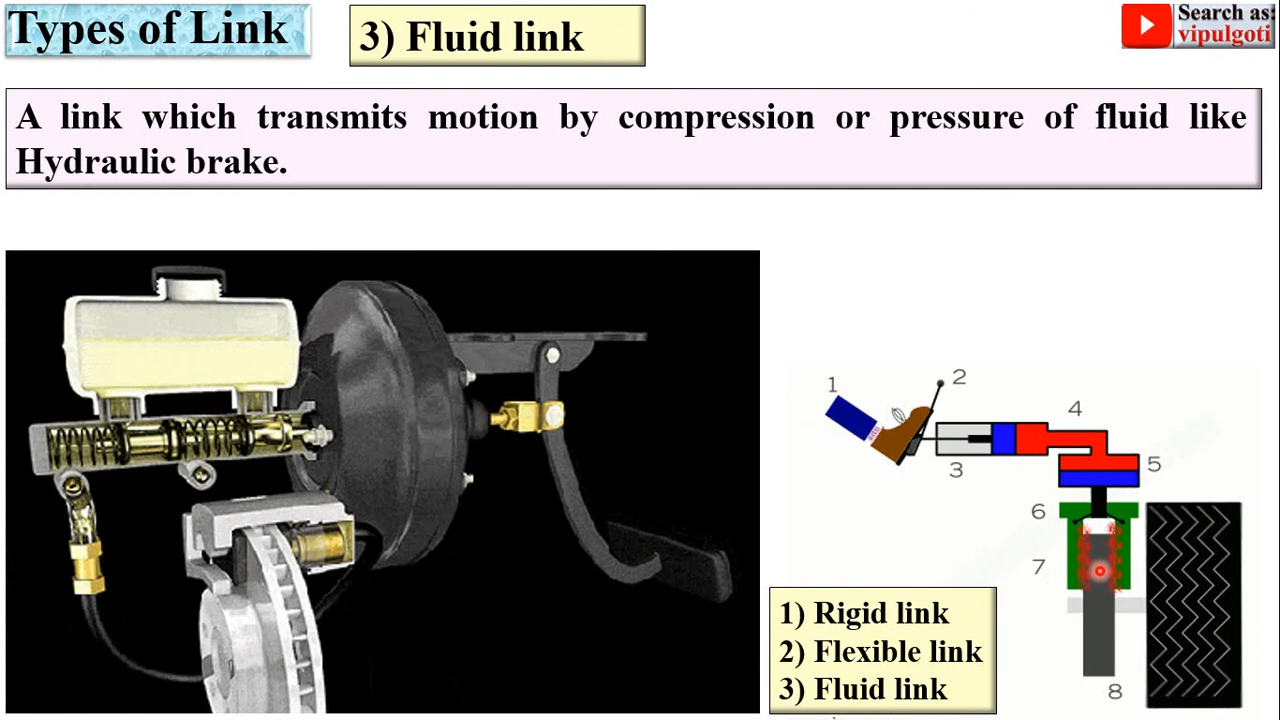 Types of Link
3) Fluid link
Search as:
vipulgoti
A link which transmits motion by compression or pressure of fluid like
Hydraulic brake.
1
2
3
4
5
6
7
8
1) Rigid link
2) Flexible link
3) Fluid link